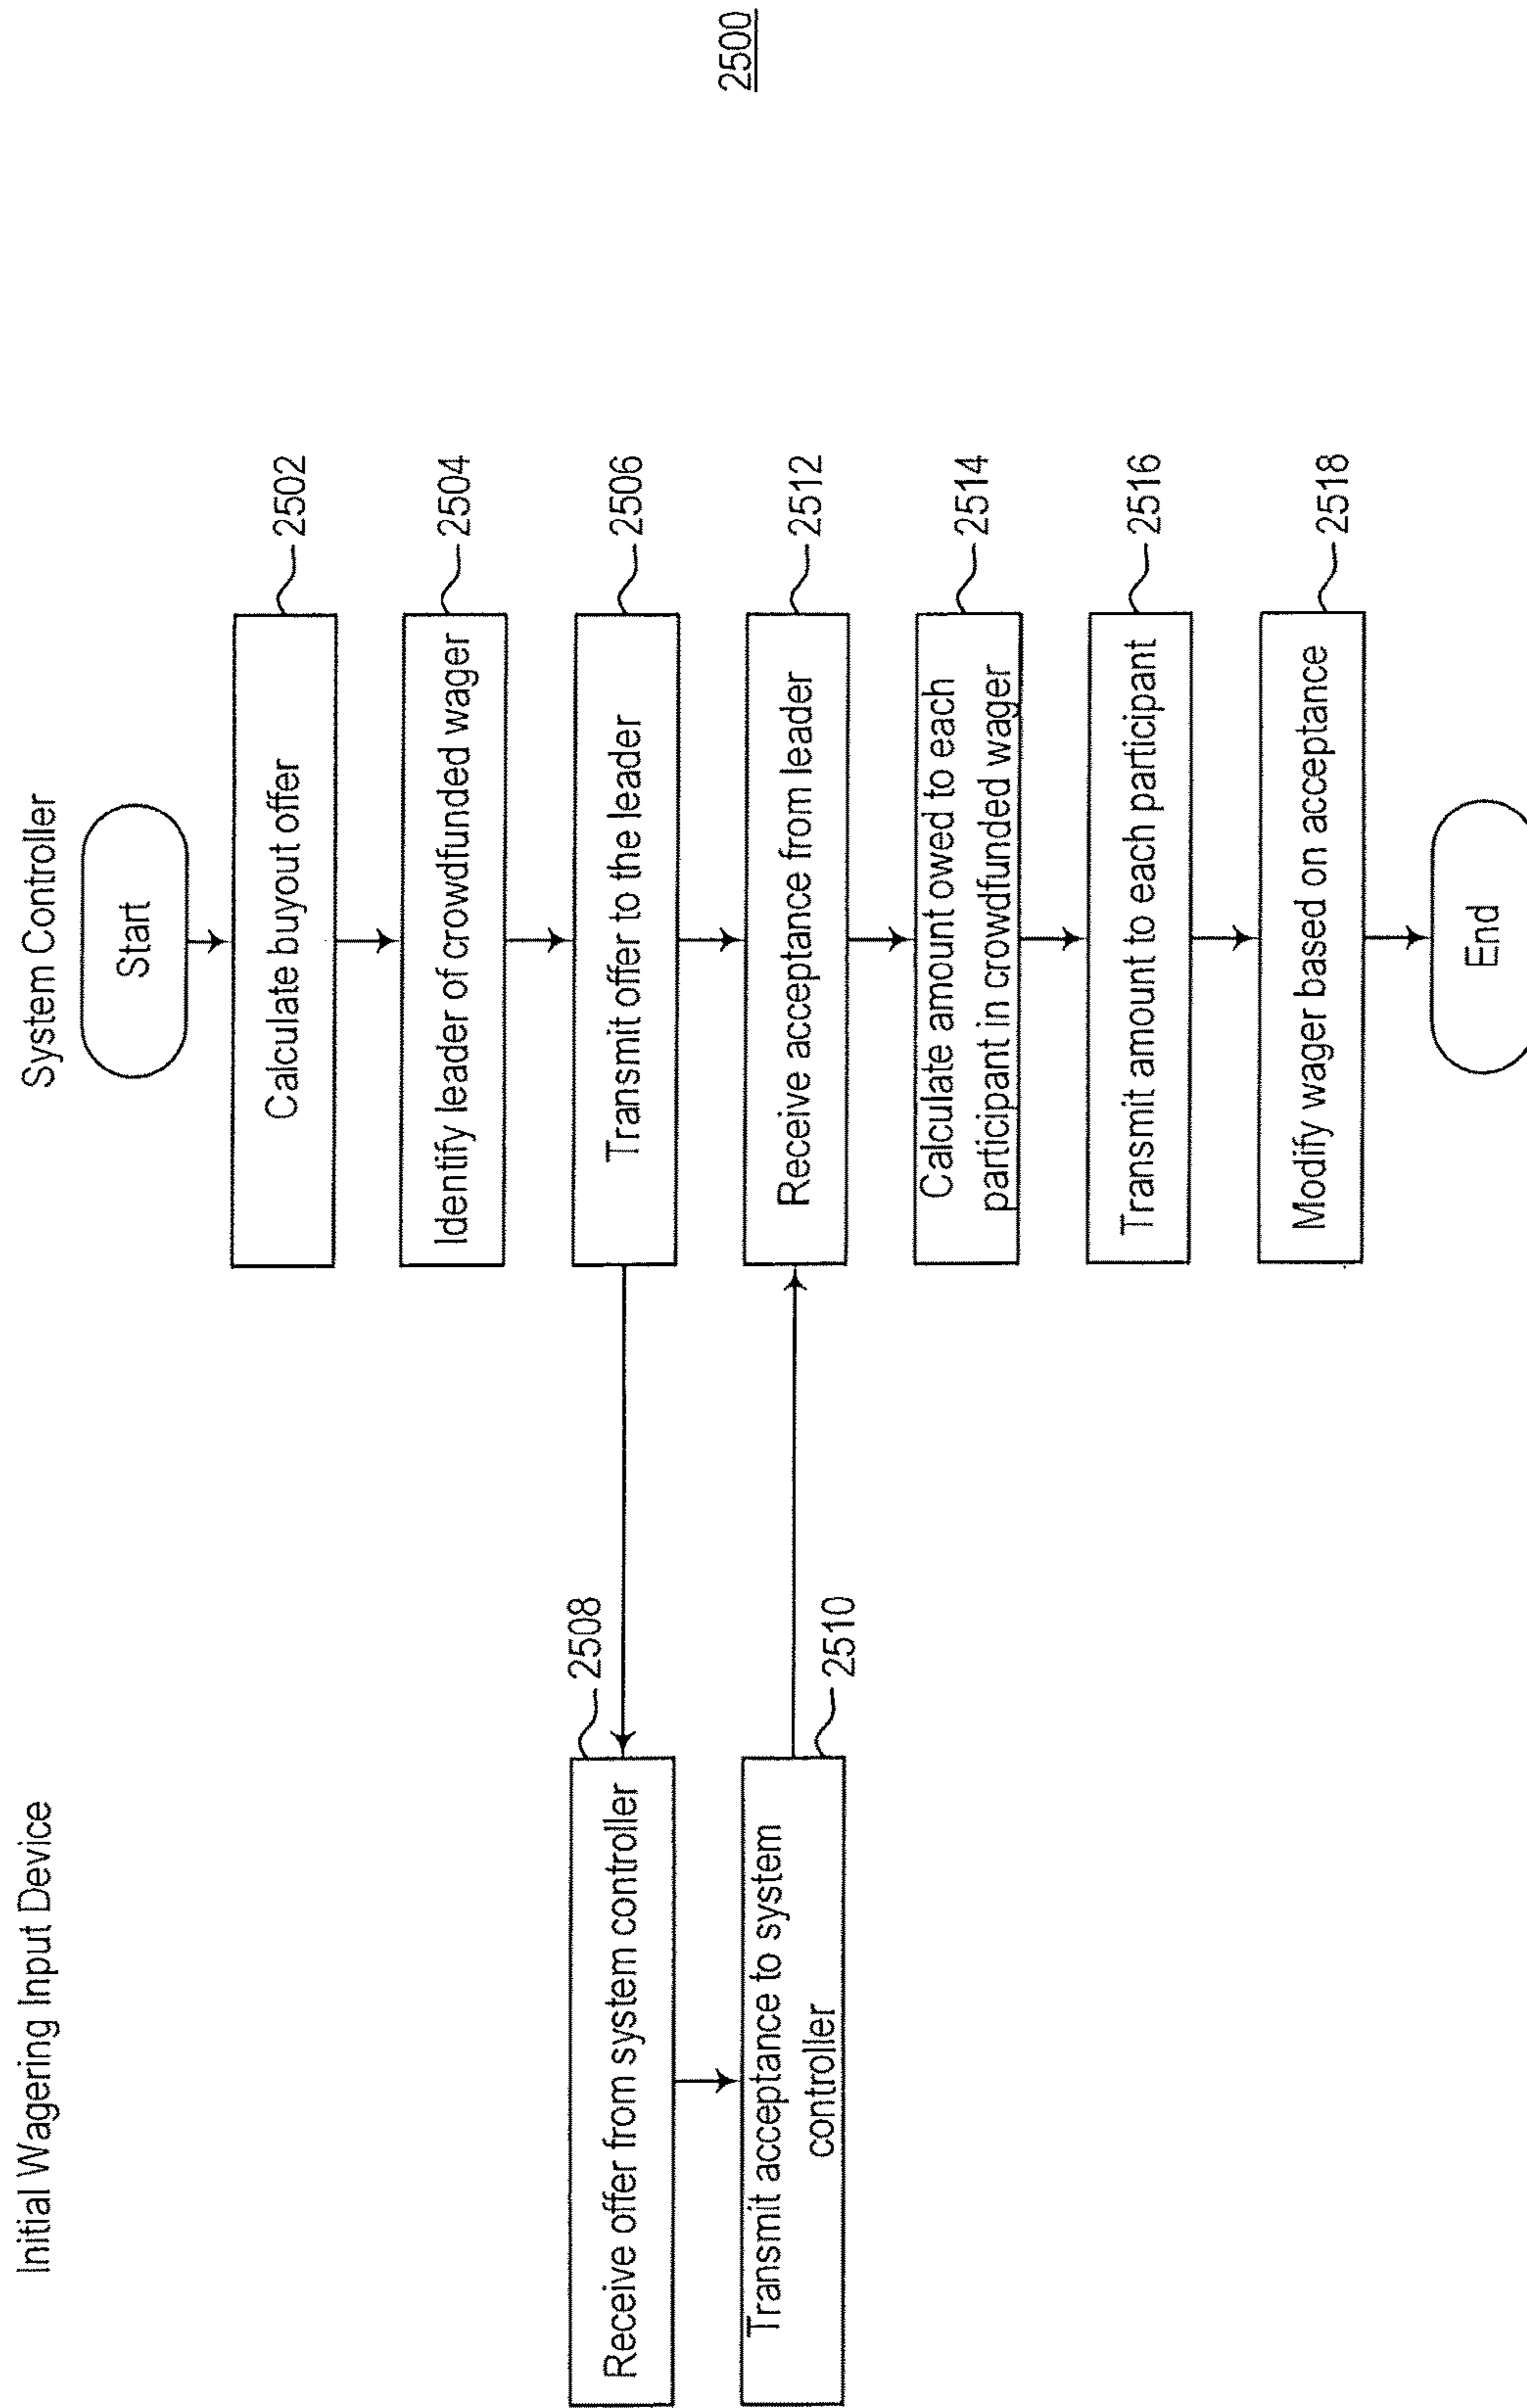 Initial Wagering Input Device
System Controller
Start
Calculate buyout offer
2502
Identify leader of crowdfunded wager
2504
Transmit offer to the leader
2506
Receive offer from system controller
2508
Transmit acceptance to system
controller
2510
Receive acceptance from leader
2512
Calculate amount owed to each
participant in crowdfunded wager
2514
Transmit amount to each participant
2516
Modify wager based on acceptance
2518
End
2500